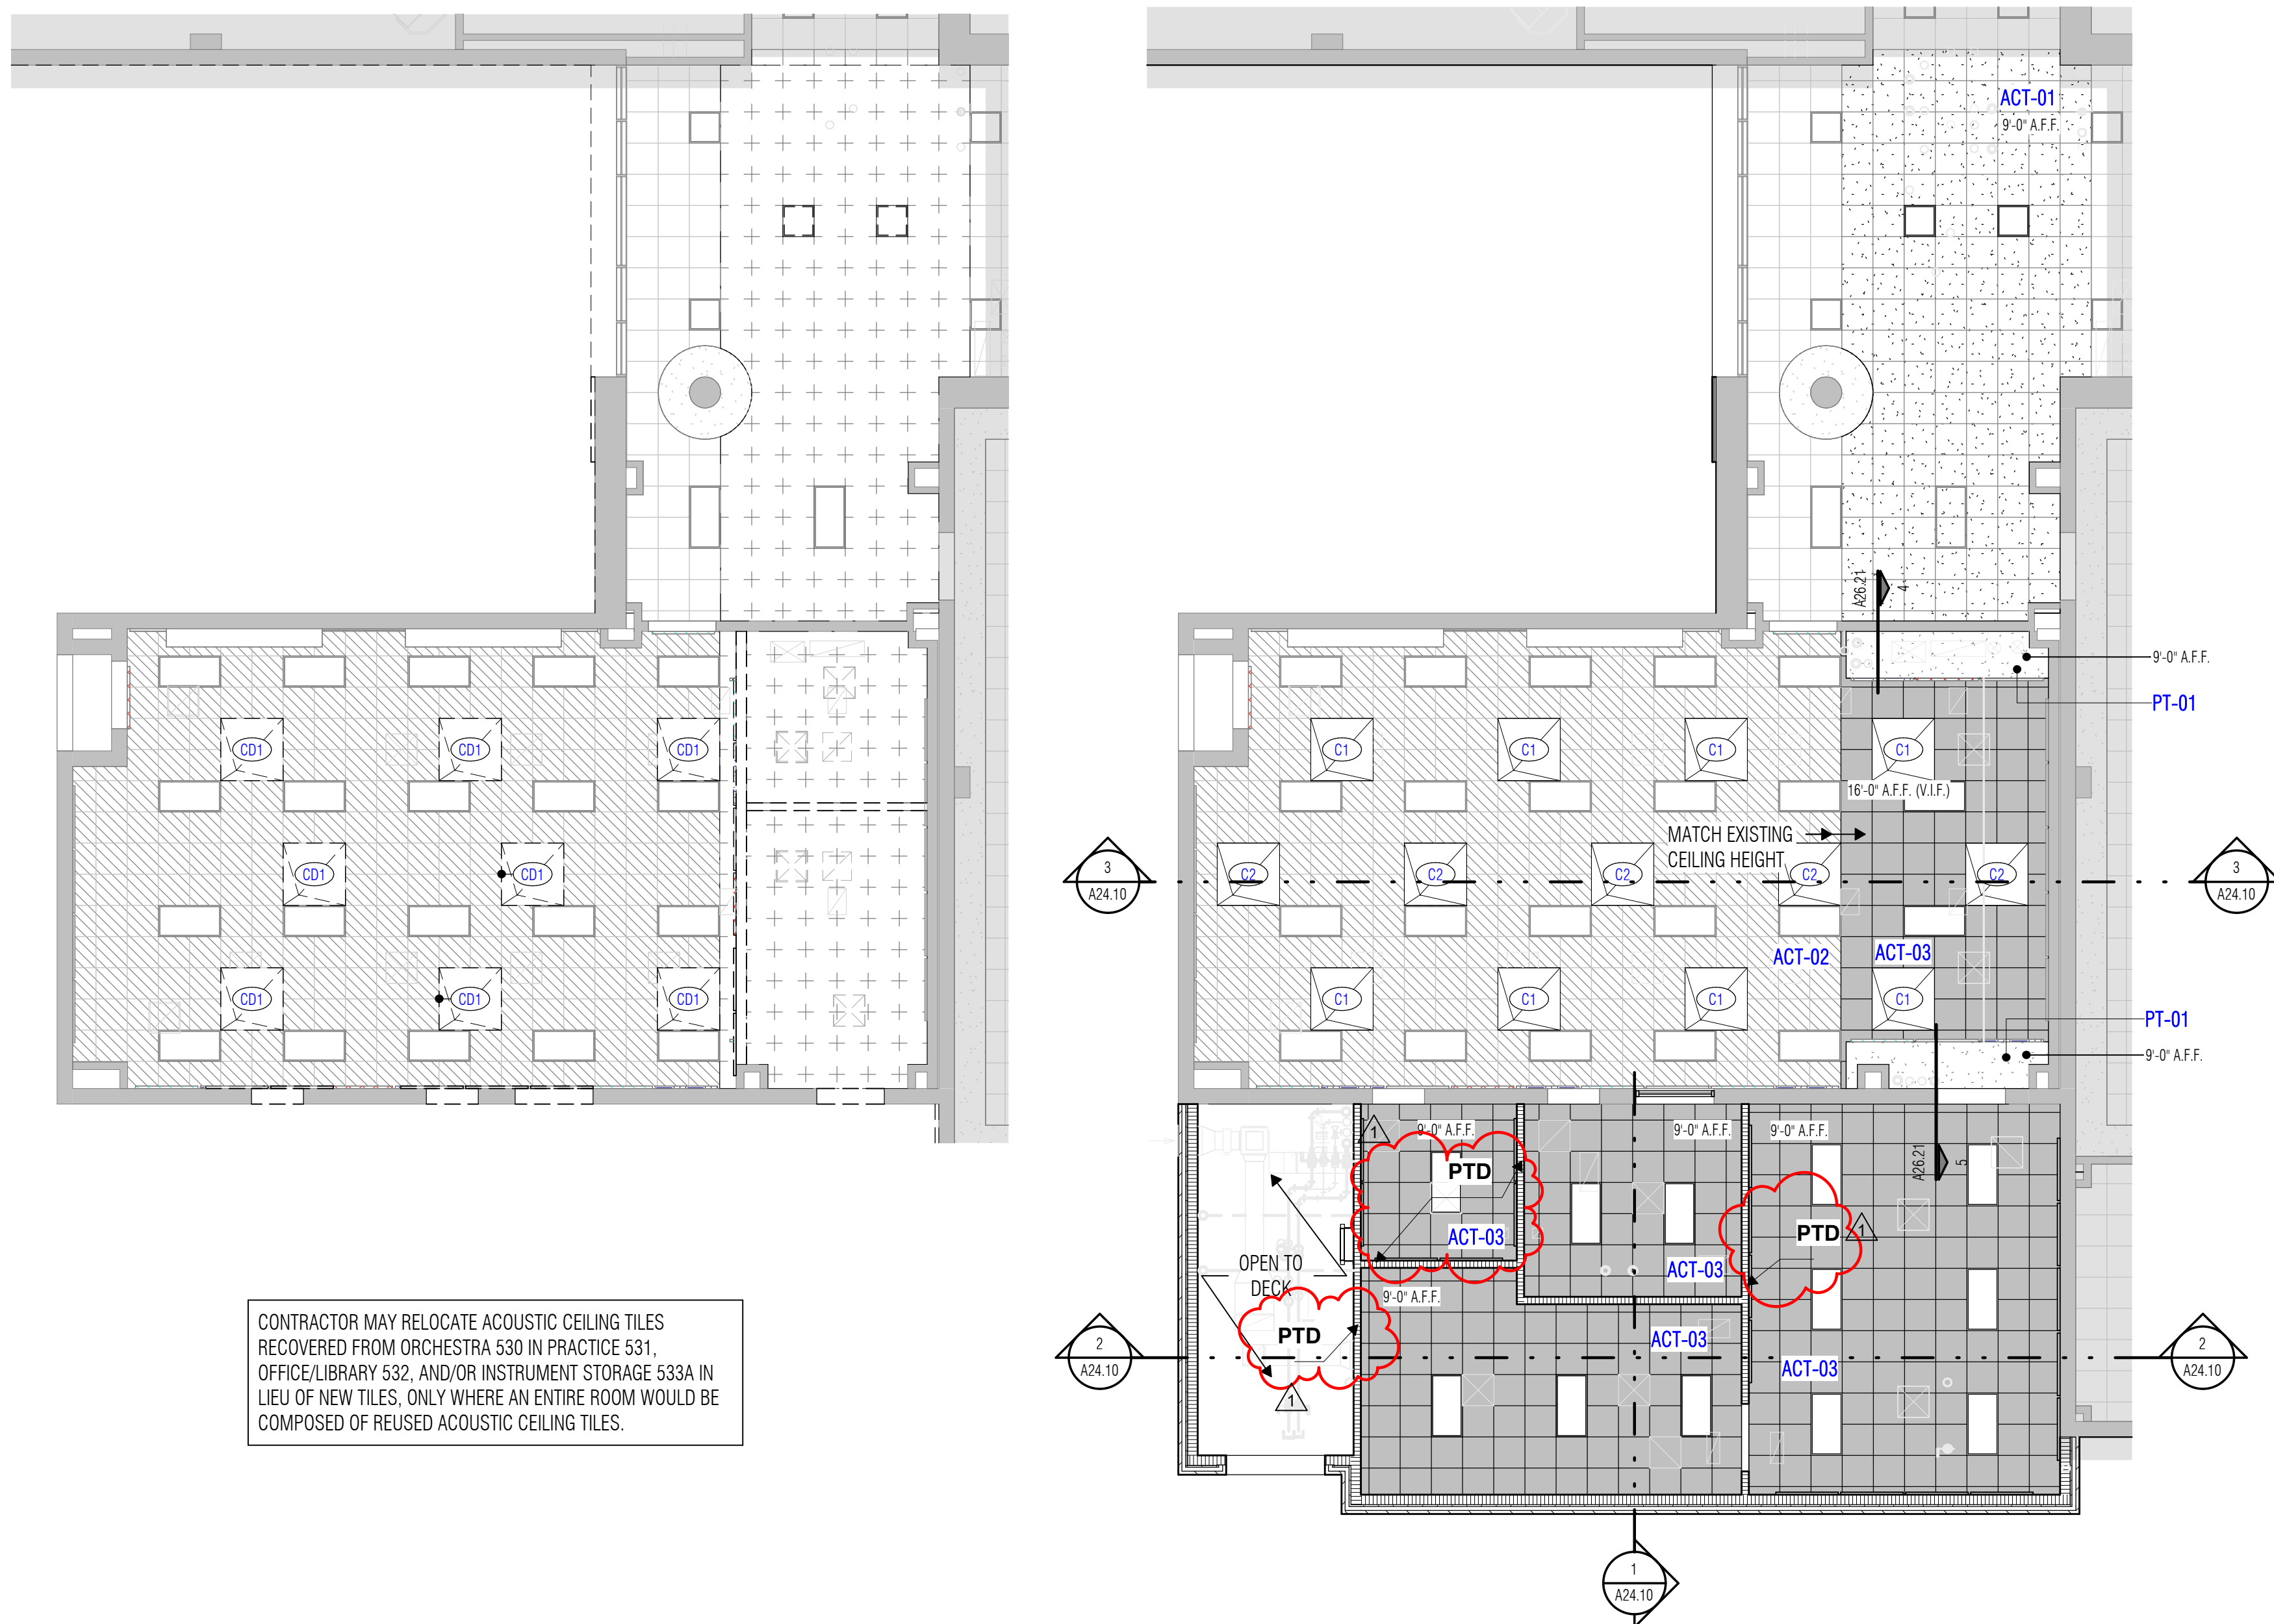 ACT-01
9'-0" A.F.F.
A26.21
4
9'-0" A.F.F.
PT-01
CD1
CD1
CD1
C1
C1
C1
C1
16'-0" A.F.F. (V.I.F.)
MATCH EXISTING
CEILING HEIGHT
CD1
CD1
3
A24.10
C2
C2
C2
C2
C2
3
A24.10
ACT-02
ACT-03
CD1
CD1
CD1
C1
C1
C1
C1
PT-01
9'-0" A.F.F.
1
9'-0" A.F.F.
9'-0" A.F.F.
9'-0" A.F.F.
A26.21
5
PTD
ACT-03
PTD
1
OPEN TO
DECK
ACT-03
9'-0" A.F.F.
PTD
1
ACT-03
ACT-03
2
A24.10
2
A24.10
CONTRACTOR MAY RELOCATE ACOUSTIC CEILING TILES
RECOVERED FROM ORCHESTRA 530 IN PRACTICE 531,
OFFICE/LIBRARY 532, AND/OR INSTRUMENT STORAGE 533A IN
LIEU OF NEW TILES, ONLY WHERE AN ENTIRE ROOM WOULD BE
COMPOSED OF REUSED ACOUSTIC CEILING TILES.
1
A24.10